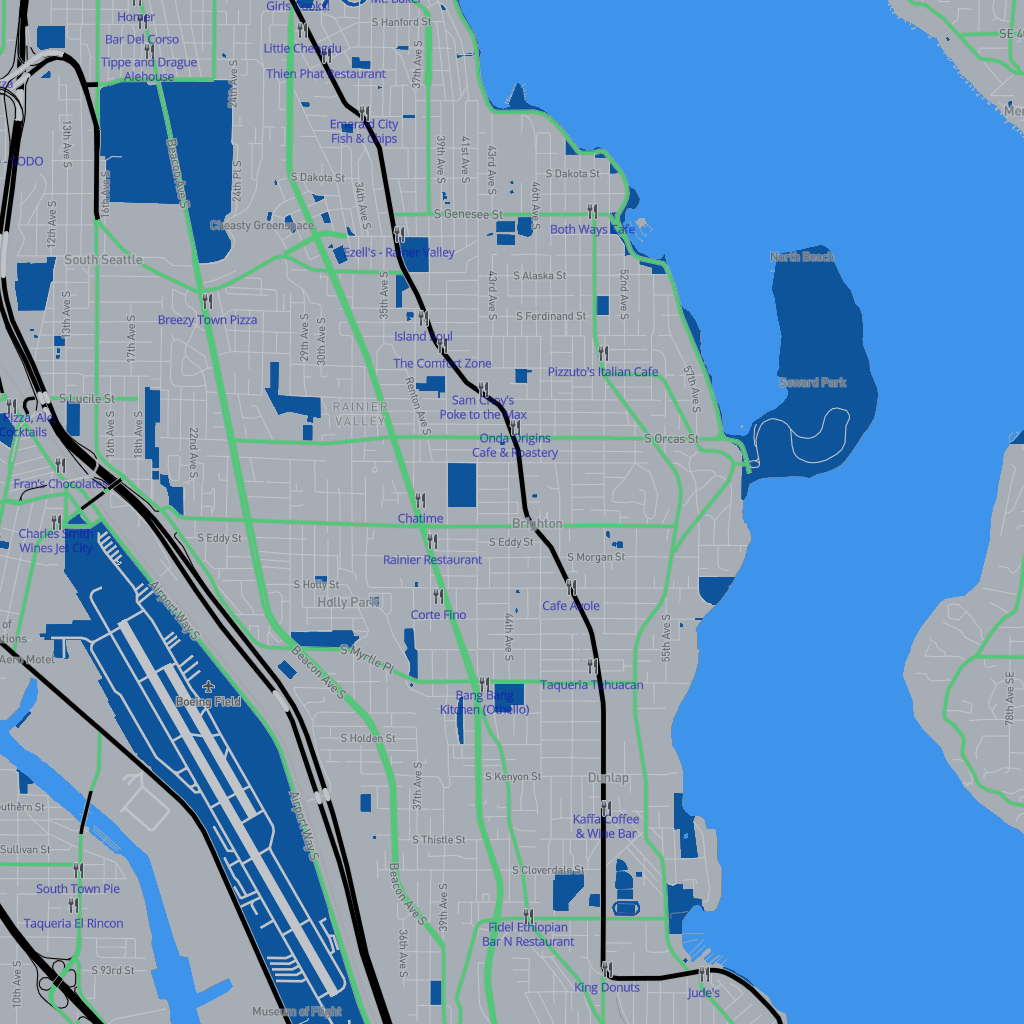 Girls Cooks!
Mt. Baker
S Hanford St
SE 40
Homer
Bar Del Corso
Tippe and Drague
Alehouse
Little Chengdu
Thien Phat Restaurant
37th Ave S
24th Ave S
Emerald City
Fish & Chips
13th Ave S
Beacon Ave S
39th Ave S
41st Ave S
43rd Ave S
24th Pl S
S Dakota St
S Dakota St
34th Ave S
46th Ave S
16th Ave S
12th Ave S
Cheasty Greenspace
S Genesee St
Both Ways Cafe
South Seattle
Ezell's - Rainer Valley
North Beach
S Alaska St
35th Ave S
43rd Ave S
52nd Ave S
13th Ave S
17th Ave S
Breezy Town Pizza
29th Ave S
30th Ave S
S Ferdinand St
Island Soul
The Comfort Zone
Pizzuto's Italian Cafe
57th Ave S
Seward Park
S Lucile St
RAINIER
VALLEY
Renton Ave S
Sam Choy's
Poke to the Max
Pizza, Ale
Cocktails
16th Ave S
18th Ave S
22nd Ave S
Onda Origins
Cafe & Roastery
S Orcas St
Fran's Chocolates
Chatime
Brighton
Charles Smith
Wines Jet City
S Eddy St
S Eddy St
Rainier Restaurant
S Morgan St
S Holly St
Holly Park
Corte Fino
Cafe Avole
Airport Way S
44th Ave S
55th Ave S
S Myrtle Pl
Beacon Ave S
Aero Motel
Boeing Field
Taqueria Tehuacan
Bang Bang
Kitchen (Othello)
78th Ave SE
S Holden St
S Kenyon St
Dunlap
37th Ave S
Airport Way S
Kaffa Coffee
& Wine Bar
Sullivan St
S Thistle St
South Town Pie
Beacon Ave S
S Cloverdale St
39th Ave S
Taqueria El Rincon
Fidel Ethiopian
Bar N Restaurant
36th Ave S
S 93rd St
10th Ave S
King Donuts
Jude's
Museum of Flight